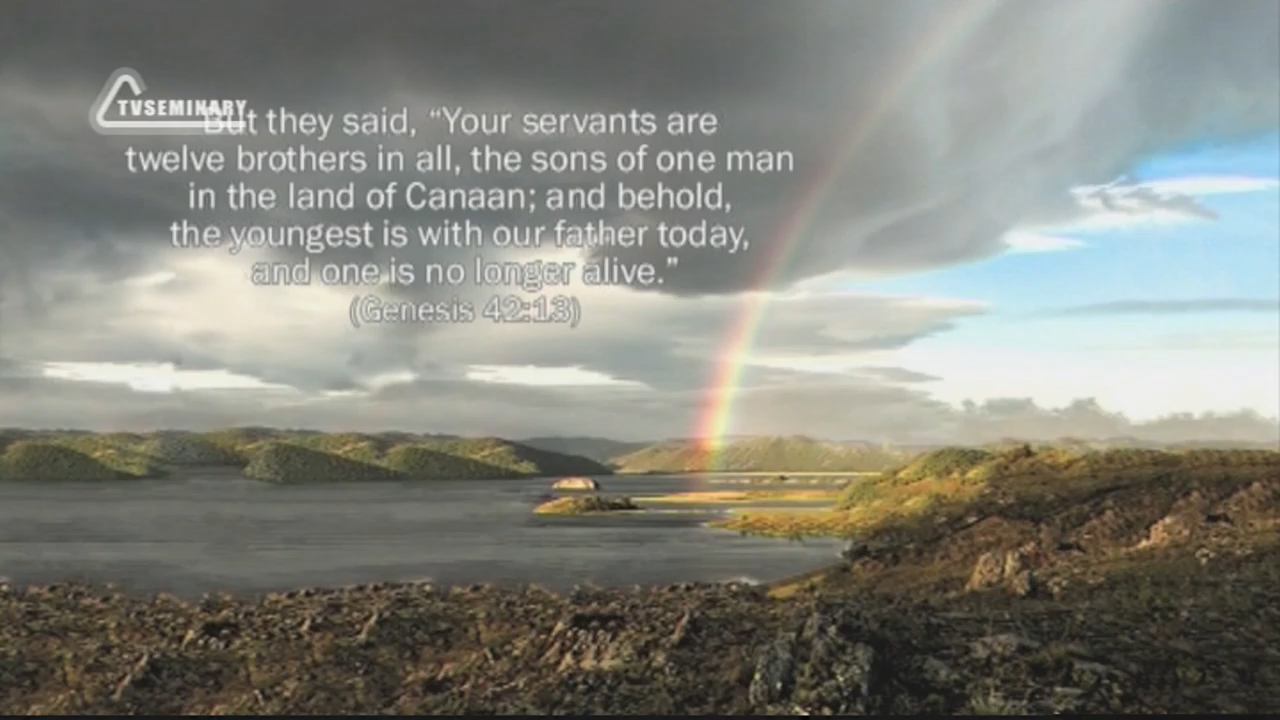 TVSEMINARY
But they said, “Your servants are
twelve brothers in all, the sons of one man
in the land of Canaan; and behold,
the youngest is with our father today,
and one is no longer alive.”
(Genesis 42:13)